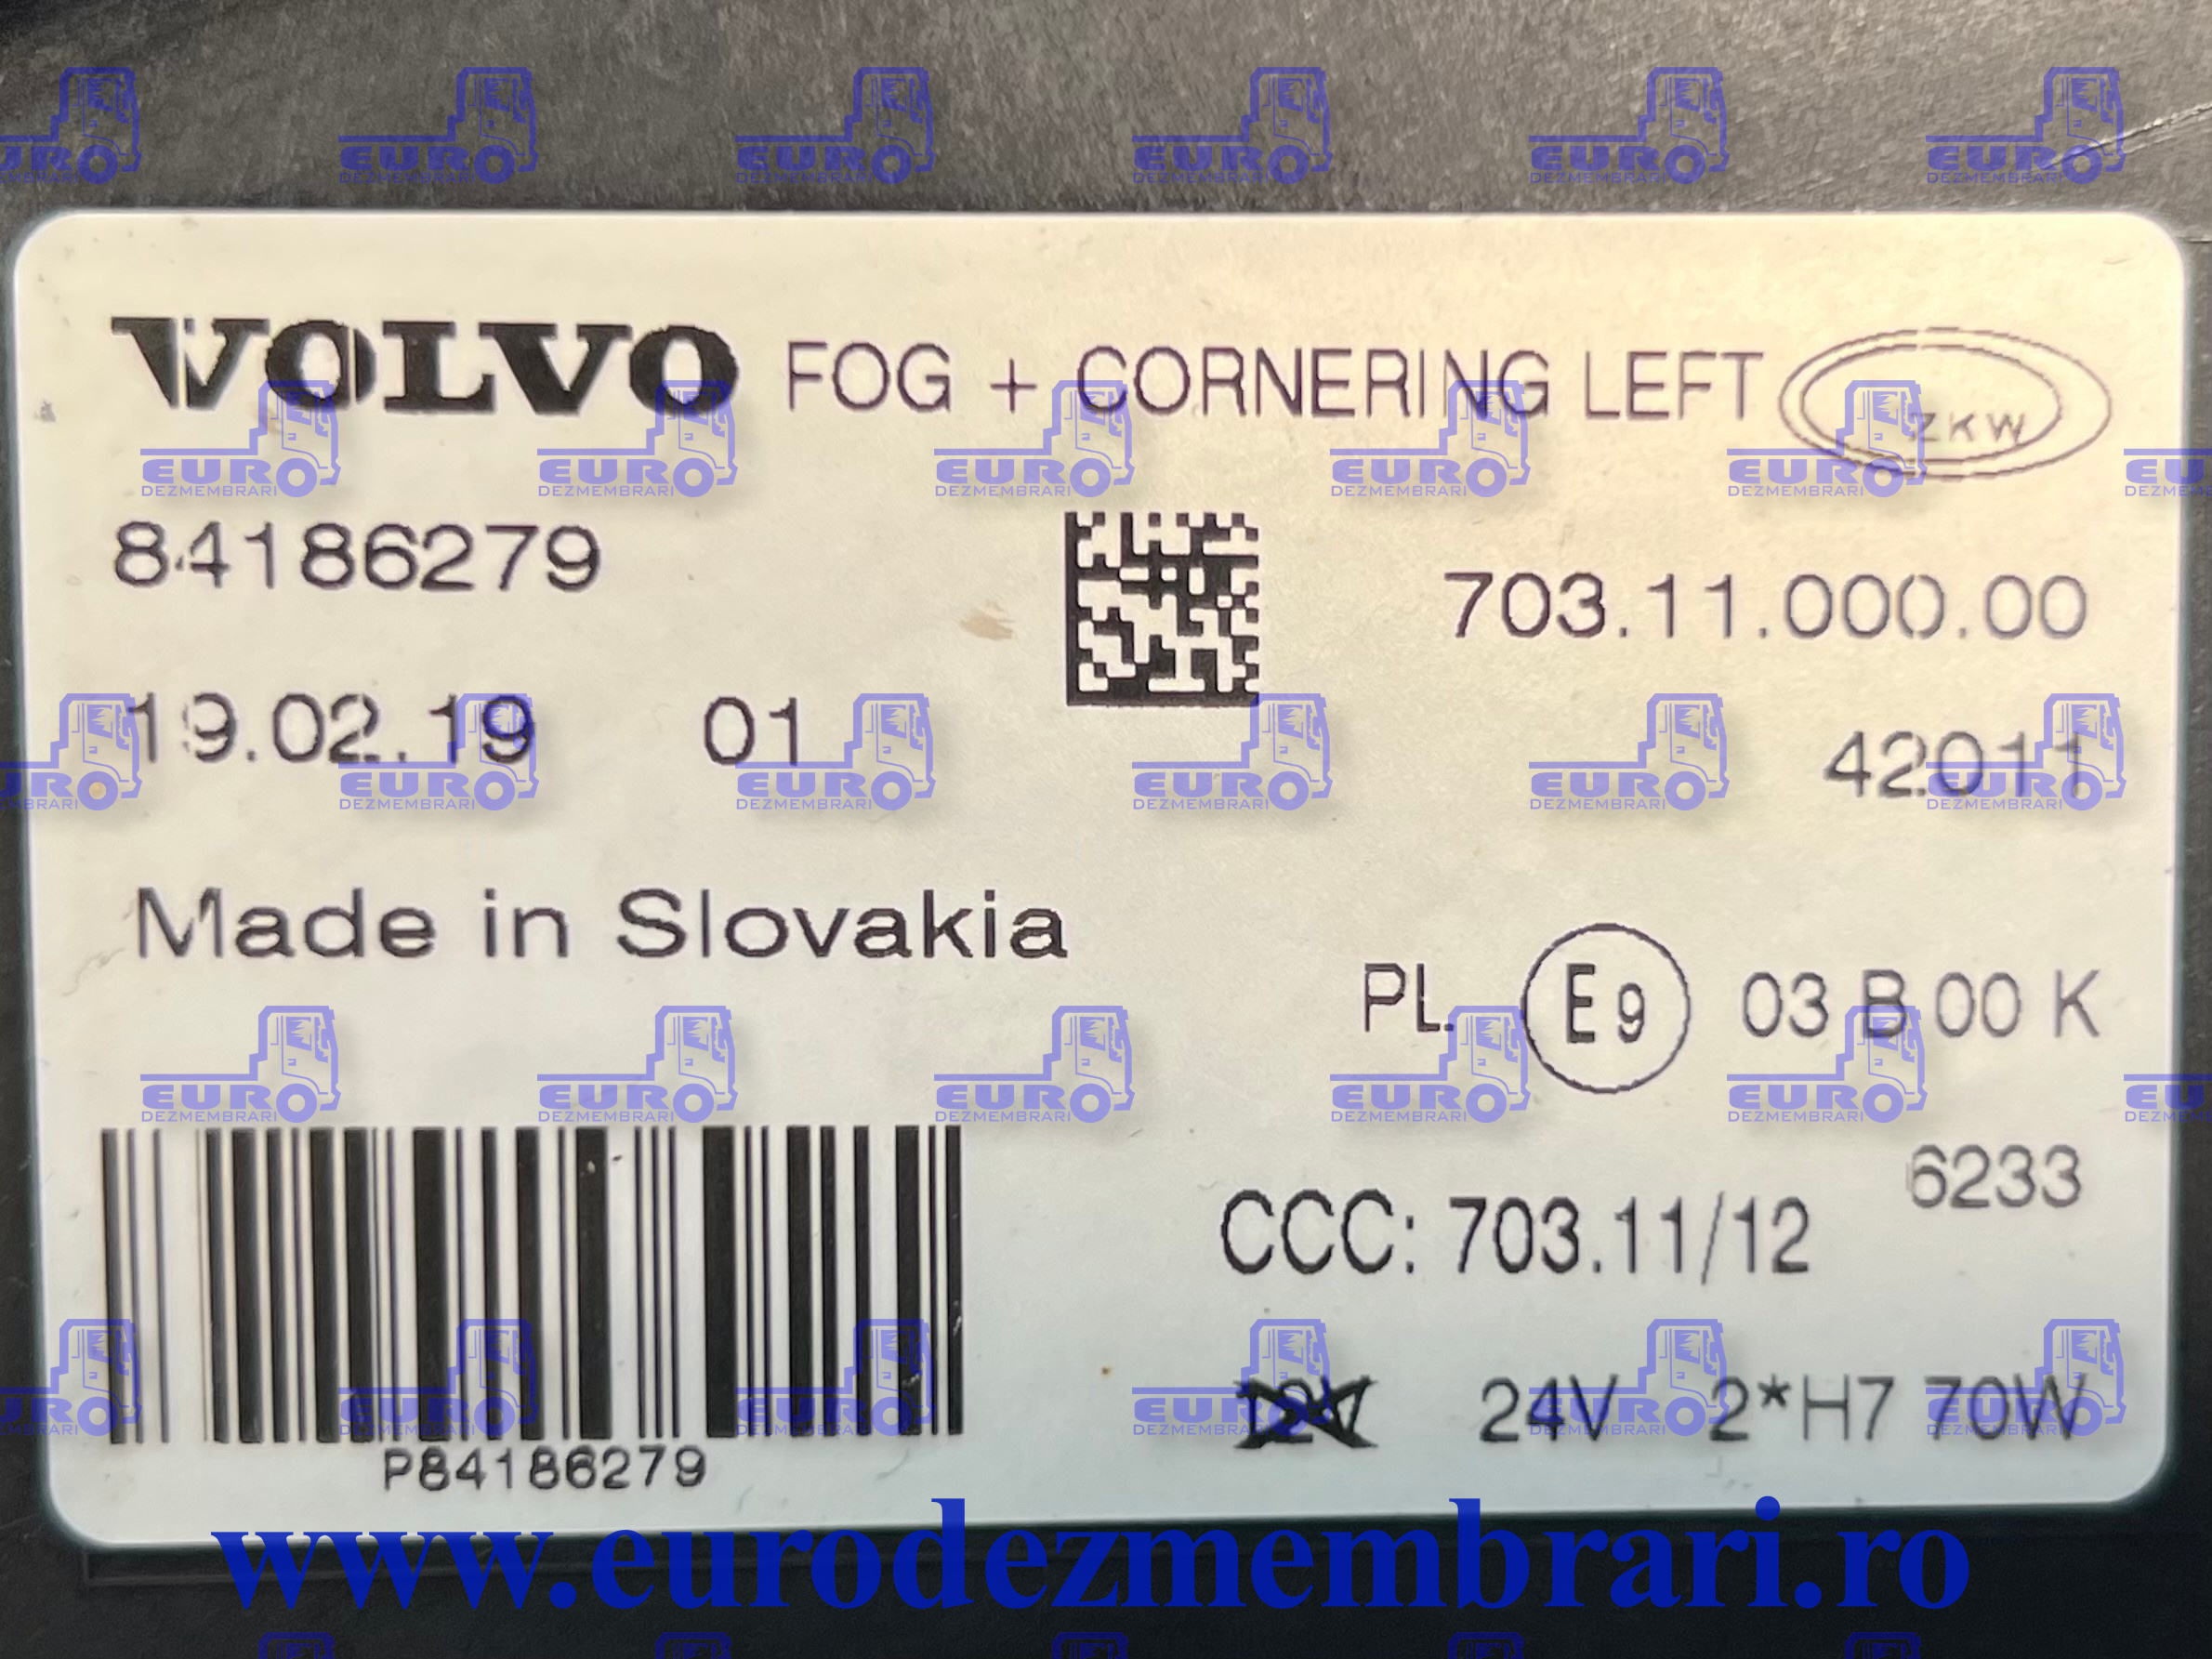 VOLVO FOG + CORNERING LEFT ZKW
84186279
703.11.000.00
19.02.19 01
42011
Made in Slovakia
PL E9 03 B 00 K
6233
CCC: 703.11/12
24V 2*H7 70W
P84186279
www.eurodezmembrari.ro
EURO
DEZMEMBRARI